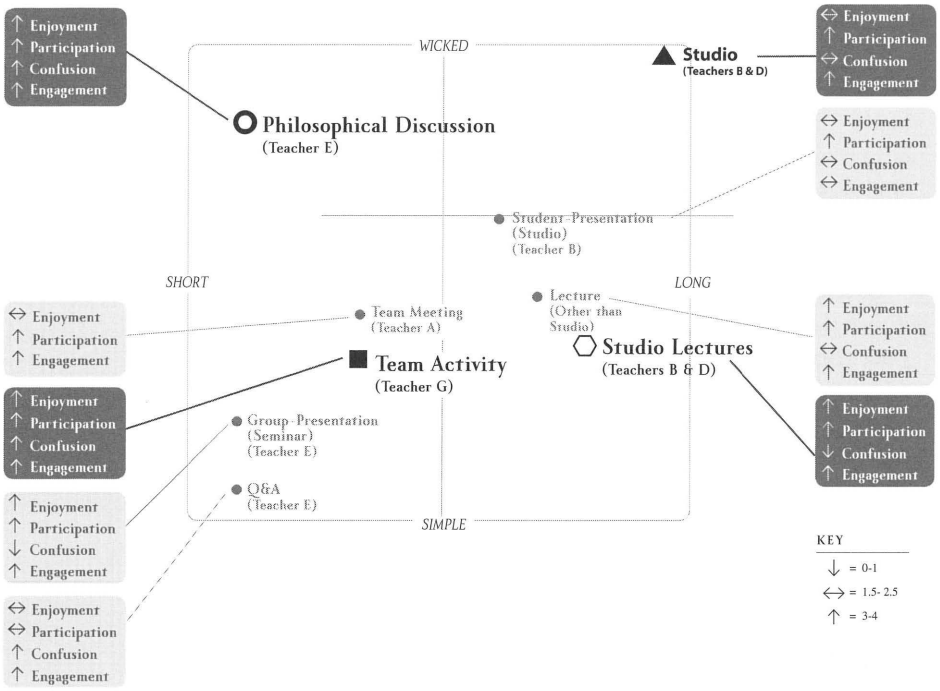 ↑ Enjoyment
↑ Participation
↑ Confusion
↑ Engagement
WICKED
Studio
(Teachers B & D)
↔ Enjoyment
↑ Participation
↔ Confusion
↑ Engagement
Philosophical Discussion
(Teacher E)
↔ Enjoyment
↑ Participation
↔ Confusion
↔ Engagement
Student-Presentation
(Studio)
(Teacher B)
SHORT
LONG
↔ Enjoyment
↑ Participation
↑ Engagement
Team Meeting
(Teacher A)
Lecture
(Other than
Studio)
↑ Enjoyment
↑ Participation
↔ Confusion
↑ Engagement
Team Activity
(Teacher G)
Studio Lectures
(Teachers B & D)
↑ Enjoyment
↑ Participation
↑ Confusion
↑ Engagement
Group-Presentation
(Seminar)
(Teacher E)
↑ Enjoyment
↑ Participation
↓ Confusion
↑ Engagement
↑ Enjoyment
↑ Participation
↓ Confusion
↑ Engagement
Q&A
(Teacher E)
SIMPLE
↔ Enjoyment
↔ Participation
↑ Confusion
↑ Engagement
KEY
↓ = 0-1
↔ = 1.5- 2.5
↑ = 3-4